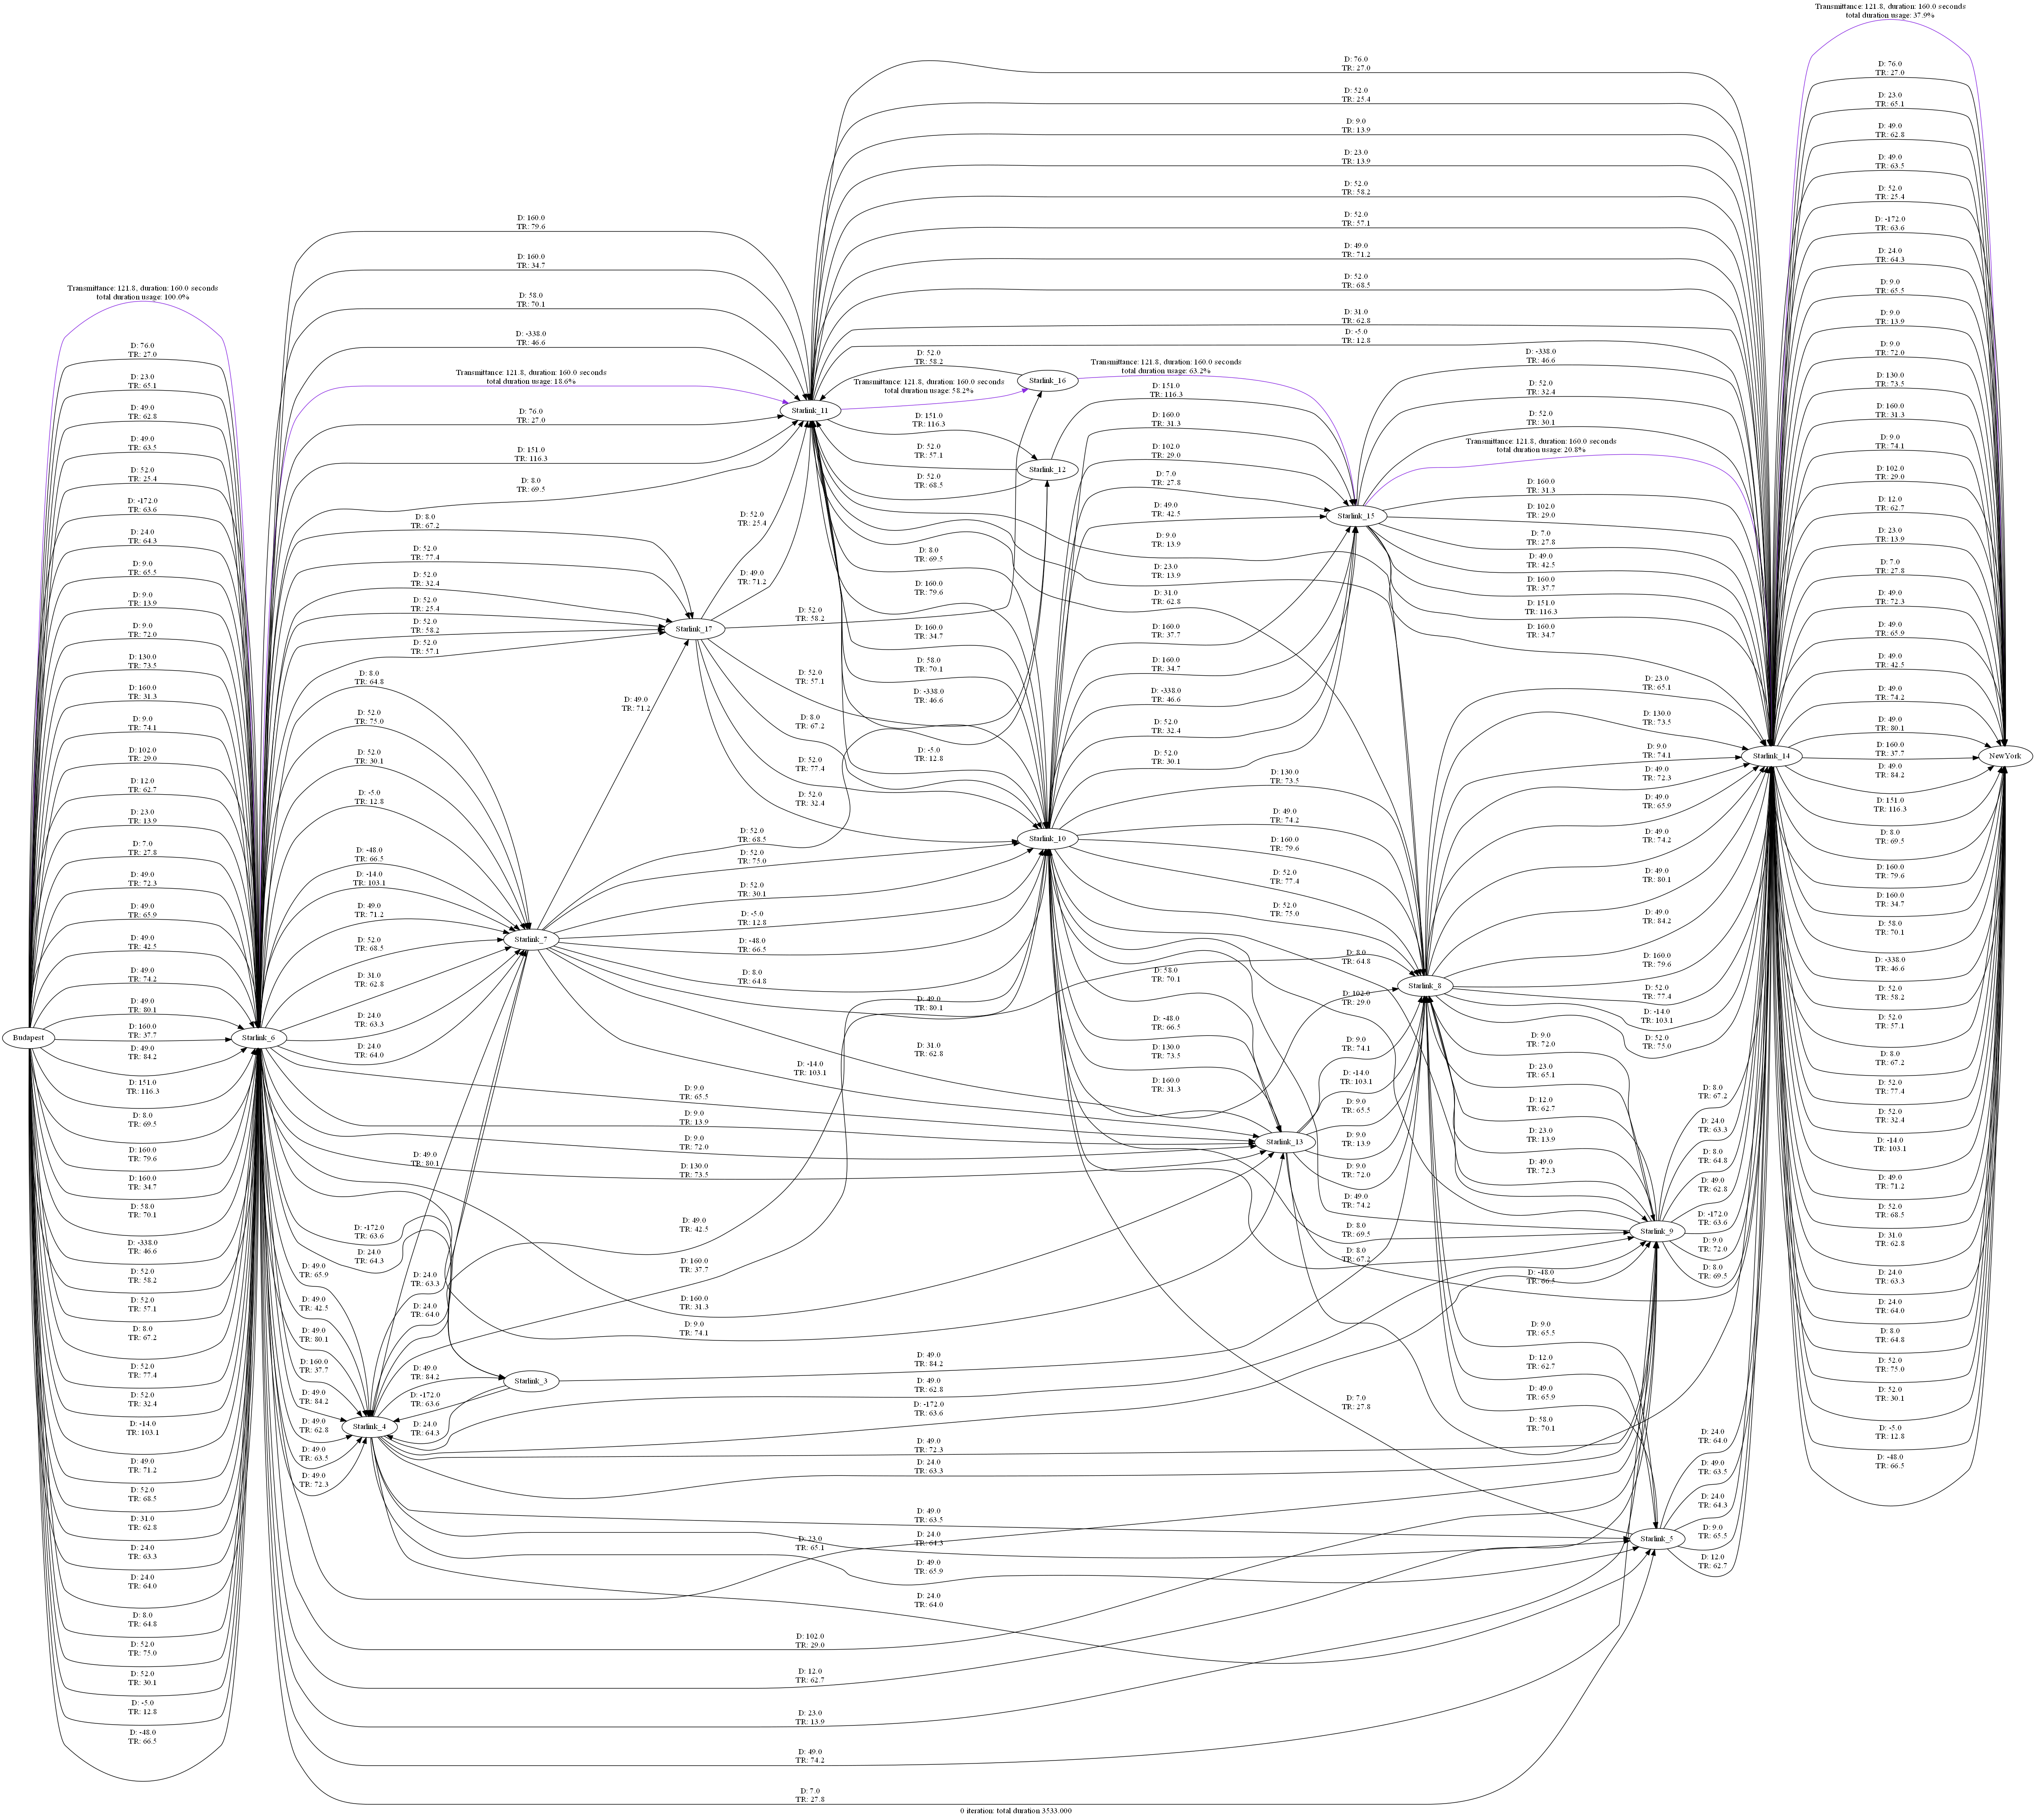 Transmittance: 121.8, duration: 160.0 seconds
total duration usage: 37.9%
D: 76.0
TR: 27.0
D: 23.0
TR: 65.1
D: 49.0
TR: 62.8
D: 49.0
TR: 63.5
D: 52.0
TR: 25.4
D: -172.0
TR: 63.6
D: 24.0
TR: 64.3
D: 9.0
TR: 65.5
D: 9.0
TR: 13.9
D: 9.0
TR: 72.0
D: 130.0
TR: 73.5
D: 160.0
TR: 31.3
D: 9.0
TR: 74.1
D: 102.0
TR: 29.0
D: 12.0
TR: 62.7
D: 23.0
TR: 13.9
D: 7.0
TR: 27.8
D: 49.0
TR: 72.3
D: 49.0
TR: 65.9
D: 49.0
TR: 42.5
D: 49.0
TR: 74.2
D: 49.0
TR: 80.1
D: 160.0
TR: 37.7
D: 49.0
TR: 84.2
D: 151.0
TR: 116.3
D: 8.0
TR: 69.5
D: 160.0
TR: 79.6
D: 160.0
TR: 34.7
D: 58.0
TR: 70.1
D: -338.0
TR: 46.6
D: 52.0
TR: 58.2
D: 52.0
TR: 57.1
D: 8.0
TR: 67.2
D: 52.0
TR: 77.4
D: 52.0
TR: 32.4
D: -14.0
TR: 103.1
D: 49.0
TR: 71.2
D: 52.0
TR: 68.5
D: 31.0
TR: 62.8
D: 24.0
TR: 63.3
D: 24.0
TR: 64.0
D: 8.0
TR: 64.8
D: 52.0
TR: 75.0
D: 52.0
TR: 30.1
D: -5.0
TR: 12.8
D: -48.0
TR: 66.5
NewYork
Starlink_14
Transmittance: 121.8, duration: 160.0 seconds
total duration usage: 100.0%
D: 76.0
TR: 27.0
D: 23.0
TR: 65.1
D: 49.0
TR: 62.8
D: 49.0
TR: 63.5
D: 52.0
TR: 25.4
D: -172.0
TR: 63.6
D: 24.0
TR: 64.3
D: 9.0
TR: 65.5
D: 9.0
TR: 13.9
D: 9.0
TR: 72.0
D: 130.0
TR: 73.5
D: 160.0
TR: 31.3
D: 9.0
TR: 74.1
D: 102.0
TR: 29.0
D: 12.0
TR: 62.7
D: 23.0
TR: 13.9
D: 7.0
TR: 27.8
D: 49.0
TR: 72.3
D: 49.0
TR: 65.9
D: 49.0
TR: 42.5
D: 49.0
TR: 74.2
D: 49.0
TR: 80.1
D: 160.0
TR: 37.7
D: 49.0
TR: 84.2
D: 151.0
TR: 116.3
D: 8.0
TR: 69.5
D: 160.0
TR: 79.6
D: 160.0
TR: 34.7
D: 58.0
TR: 70.1
D: -338.0
TR: 46.6
D: 52.0
TR: 58.2
D: 52.0
TR: 57.1
D: 8.0
TR: 67.2
D: 52.0
TR: 77.4
D: 52.0
TR: 32.4
D: -14.0
TR: 103.1
D: 49.0
TR: 71.2
D: 52.0
TR: 68.5
D: 31.0
TR: 62.8
D: 24.0
TR: 63.3
D: 24.0
TR: 64.0
D: 8.0
TR: 64.8
D: 52.0
TR: 75.0
D: 52.0
TR: 30.1
D: -5.0
TR: 12.8
D: -48.0
TR: 66.5
Budapest
Starlink_6
D: 160.0
TR: 79.6
D: 160.0
TR: 34.7
D: 58.0
TR: 70.1
D: -338.0
TR: 46.6
Transmittance: 121.8, duration: 160.0 seconds
total duration usage: 18.6%
D: 76.0
TR: 27.0
D: 151.0
TR: 116.3
D: 8.0
TR: 69.5
D: 8.0
TR: 67.2
D: 52.0
TR: 77.4
D: 52.0
TR: 32.4
D: 52.0
TR: 25.4
D: 52.0
TR: 58.2
D: 52.0
TR: 57.1
D: 8.0
TR: 64.8
D: 52.0
TR: 75.0
D: 52.0
TR: 30.1
D: -5.0
TR: 12.8
D: -48.0
TR: 66.5
D: -14.0
TR: 103.1
D: 49.0
TR: 71.2
D: 52.0
TR: 68.5
D: 31.0
TR: 62.8
D: 24.0
TR: 63.3
D: 24.0
TR: 64.0
D: -172.0
TR: 63.6
D: 24.0
TR: 64.3
D: 49.0
TR: 65.9
D: 49.0
TR: 42.5
D: 49.0
TR: 80.1
D: 160.0
TR: 37.7
D: 49.0
TR: 84.2
D: 49.0
TR: 62.8
D: 49.0
TR: 63.5
D: 49.0
TR: 72.3
Starlink_4
D: 49.0
TR: 80.1
D: 24.0
TR: 63.3
D: 24.0
TR: 64.0
D: 49.0
TR: 84.2
D: -172.0
TR: 63.6
D: 24.0
TR: 64.3
Starlink_3
Starlink_7
D: 49.0
TR: 71.2
Starlink_17
D: 52.0
TR: 25.4
D: 49.0
TR: 71.2
D: 52.0
TR: 58.2
D: 52.0
TR: 57.1
D: 8.0
TR: 67.2
D: 52.0
TR: 77.4
D: 52.0
TR: 32.4
D: 52.0
TR: 68.5
D: 52.0
TR: 75.0
D: 52.0
TR: 30.1
D: -5.0
TR: 12.8
D: -48.0
TR: 66.5
D: 8.0
TR: 64.8
D: 49.0
TR: 80.1
D: 31.0
TR: 62.8
D: -14.0
TR: 103.1
D: 9.0
TR: 65.5
D: 9.0
TR: 13.9
D: 9.0
TR: 72.0
D: 130.0
TR: 73.5
D: 49.0
TR: 42.5
D: 160.0
TR: 37.7
D: 160.0
TR: 31.3
D: 9.0
TR: 74.1
D: 49.0
TR: 84.2
D: 49.0
TR: 62.8
D: -172.0
TR: 63.6
D: 49.0
TR: 72.3
D: 24.0
TR: 63.3
D: 49.0
TR: 63.5
D: 23.0
TR: 65.1
D: 24.0
TR: 64.3
D: 49.0
TR: 65.9
D: 24.0
TR: 64.0
D: 102.0
TR: 29.0
D: 12.0
TR: 62.7
D: 23.0
TR: 13.9
D: 49.0
TR: 74.2
D: 7.0
TR: 27.8
Starlink_11
D: 76.0
TR: 27.0
D: 52.0
TR: 25.4
D: 9.0
TR: 13.9
D: 23.0
TR: 13.9
D: 52.0
TR: 58.2
D: 52.0
TR: 57.1
D: 49.0
TR: 71.2
D: 52.0
TR: 68.5
D: 31.0
TR: 62.8
D: -5.0
TR: 12.8
D: 52.0
TR: 58.2
Transmittance: 121.8, duration: 160.0 seconds
total duration usage: 58.2%
Starlink_16
D: 151.0
TR: 116.3
D: 52.0
TR: 57.1
D: 52.0
TR: 68.5
Starlink_12
D: 8.0
TR: 69.5
D: 160.0
TR: 79.6
D: 160.0
TR: 34.7
D: 58.0
TR: 70.1
D: -338.0
TR: 46.6
D: -5.0
TR: 12.8
Starlink_10
Transmittance: 121.8, duration: 160.0 seconds
total duration usage: 63.2%
D: 151.0
TR: 116.3
D: 160.0
TR: 31.3
D: 102.0
TR: 29.0
D: 7.0
TR: 27.8
D: 49.0
TR: 42.5
D: 9.0
TR: 13.9
D: 23.0
TR: 13.9
D: 31.0
TR: 62.8
D: 160.0
TR: 37.7
D: 160.0
TR: 34.7
D: -338.0
TR: 46.6
D: 52.0
TR: 32.4
D: 52.0
TR: 30.1
D: 130.0
TR: 73.5
D: 49.0
TR: 74.2
D: 160.0
TR: 79.6
D: 52.0
TR: 77.4
D: 52.0
TR: 75.0
D: 58.0
TR: 70.1
D: -48.0
TR: 66.5
D: 130.0
TR: 73.5
D: 160.0
TR: 31.3
Starlink_13
D: 8.0
TR: 64.8
D: 102.0
TR: 29.0
D: 9.0
TR: 74.1
D: -14.0
TR: 103.1
D: 9.0
TR: 65.5
D: 9.0
TR: 13.9
D: 9.0
TR: 72.0
D: 49.0
TR: 74.2
D: 8.0
TR: 69.5
D: 8.0
TR: 67.2
D: 7.0
TR: 27.8
Starlink_15
D: -338.0
TR: 46.6
D: 52.0
TR: 32.4
D: 52.0
TR: 30.1
Transmittance: 121.8, duration: 160.0 seconds
total duration usage: 20.8%
D: 160.0
TR: 31.3
D: 102.0
TR: 29.0
D: 7.0
TR: 27.8
D: 49.0
TR: 42.5
D: 160.0
TR: 37.7
D: 151.0
TR: 116.3
D: 160.0
TR: 34.7
Starlink_8
D: 23.0
TR: 65.1
D: 130.0
TR: 73.5
D: 9.0
TR: 74.1
D: 49.0
TR: 72.3
D: 49.0
TR: 65.9
D: 49.0
TR: 74.2
D: 49.0
TR: 80.1
D: 49.0
TR: 84.2
D: 160.0
TR: 79.6
D: 52.0
TR: 77.4
D: -14.0
TR: 103.1
D: 52.0
TR: 75.0
D: 9.0
TR: 72.0
D: 23.0
TR: 65.1
D: 12.0
TR: 62.7
D: 23.0
TR: 13.9
D: 49.0
TR: 72.3
D: -48.0
TR: 66.5
D: 9.0
TR: 65.5
D: 12.0
TR: 62.7
D: 49.0
TR: 65.9
D: 58.0
TR: 70.1
Starlink_9
D: 8.0
TR: 67.2
D: 24.0
TR: 63.3
D: 8.0
TR: 64.8
D: 49.0
TR: 62.8
D: -172.0
TR: 63.6
D: 9.0
TR: 72.0
D: 8.0
TR: 69.5
Starlink_5
D: 24.0
TR: 64.0
D: 49.0
TR: 63.5
D: 24.0
TR: 64.3
D: 9.0
TR: 65.5
D: 12.0
TR: 62.7
0 iteration: total duration 3533.000